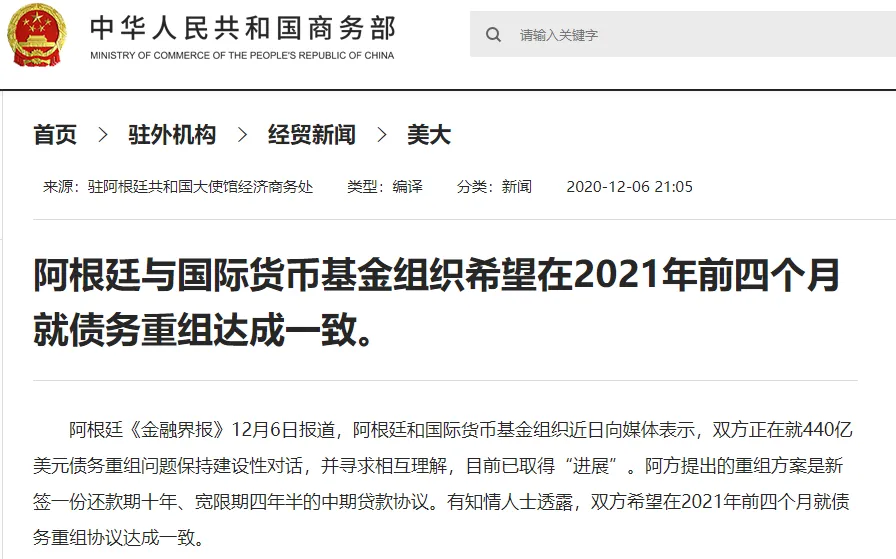 中华人民共和国商务部
MINISTRY OF COMMERCE OF THE PEOPLE'S REPUBLIC OF CHINA
请输入关键字
首页 > 驻外机构 > 经贸新闻 > 美大
来源：驻阿根廷共和国大使馆经济商务处 类型：编译 分类：新闻 2020-12-06 21:05
阿根廷与国际货币基金组织希望在2021年前四个月
就债务重组达成一致。
阿根廷《金融界报》12月6日报道，阿根廷和国际货币基金组织近日向媒体表示，双方正在就440亿
美元债务重组问题保持建设性对话，并寻求相互理解，目前已取得“进展”。阿方提出的重组方案是新
签一份还款期十年、宽限期四年半的中期贷款协议。有知情人士透露，双方希望在2021年前四个月就债
务重组协议达成一致。